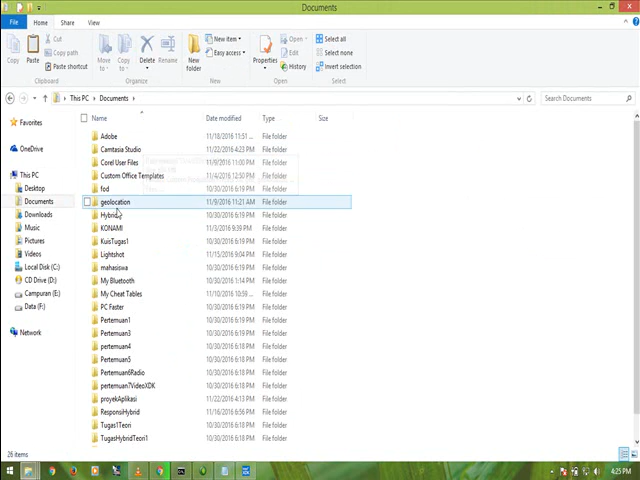 Documents
File Home Share View
Cut
Copy path
Paste shortcut
Copy Paste
Move to
Copy to
Delete Rename
New folder
New item
Easy access
Properties
Open
Edit
History
Select all
Select none
Invert selection
Clipboard Organize New Open Select
This PC Documents
Search Documents
Name Date modified Type Size
Favorites
OneDrive
This PC
Desktop
Documents
Downloads
Music
Pictures
Videos
Local Disk (C:)
CD Drive (D:)
Campuran (E:)
Data (F:)
Network
Adobe 11/18/2016 11:51 ... File folder
Camtasia Studio 11/22/2016 4:23 PM File folder
Corel User Files 11/9/2016 11:00 PM File folder
Custom Office Templates 11/4/2016 12:50 PM File folder
fod 10/30/2016 6:19 PM File folder
geolocation 11/9/2016 11:21 AM File folder
Hybrid 10/30/2016 6:19 PM File folder
KONAMI 11/3/2016 9:39 PM File folder
KuisTugas1 10/30/2016 6:19 PM File folder
Lightshot 11/15/2016 9:04 PM File folder
mahasiswa 10/30/2016 6:19 PM File folder
My Bluetooth 10/30/2016 1:14 PM File folder
My Cheat Tables 11/10/2016 9:30 ... File folder
PC Faster 10/30/2016 6:19 PM File folder
Pertemuan1 10/30/2016 6:19 PM File folder
Pertemuan3 10/30/2016 6:19 PM File folder
pertemuan4 10/30/2016 6:18 PM File folder
Pertemuan5 10/30/2016 6:18 PM File folder
Pertemuan6Radio 10/30/2016 6:18 PM File folder
pertemuan7VideoXDK 10/30/2016 6:18 PM File folder
proyekAplikasi 11/22/2016 4:13 PM File folder
ResponsiHybrid 11/16/2016 6:56 PM File folder
Tugas1Teori 10/30/2016 6:18 PM File folder
TugasHybridTeori1 10/30/2016 6:18 PM File folder
26 items
4:25 PM